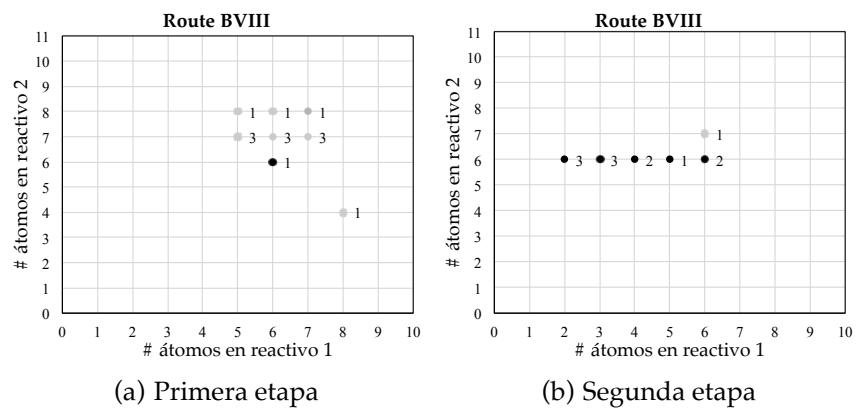 Route BVIII
11
10
9
8
7
6
5
4
3
2
1
0
# átomos en reactivo 2
1 1 1
3 3 3
1
1
0 1 2 3 4 5 6 7 8 9 10
# átomos en reactivo 1
(a) Primera etapa
Route BVIII
11
10
9
8
7
6
5
4
3
2
1
0
# átomos en reactivo 2
1
3 3 2 1 2
0 1 2 3 4 5 6 7 8 9 10
# átomos en reactivo 1
(b) Segunda etapa